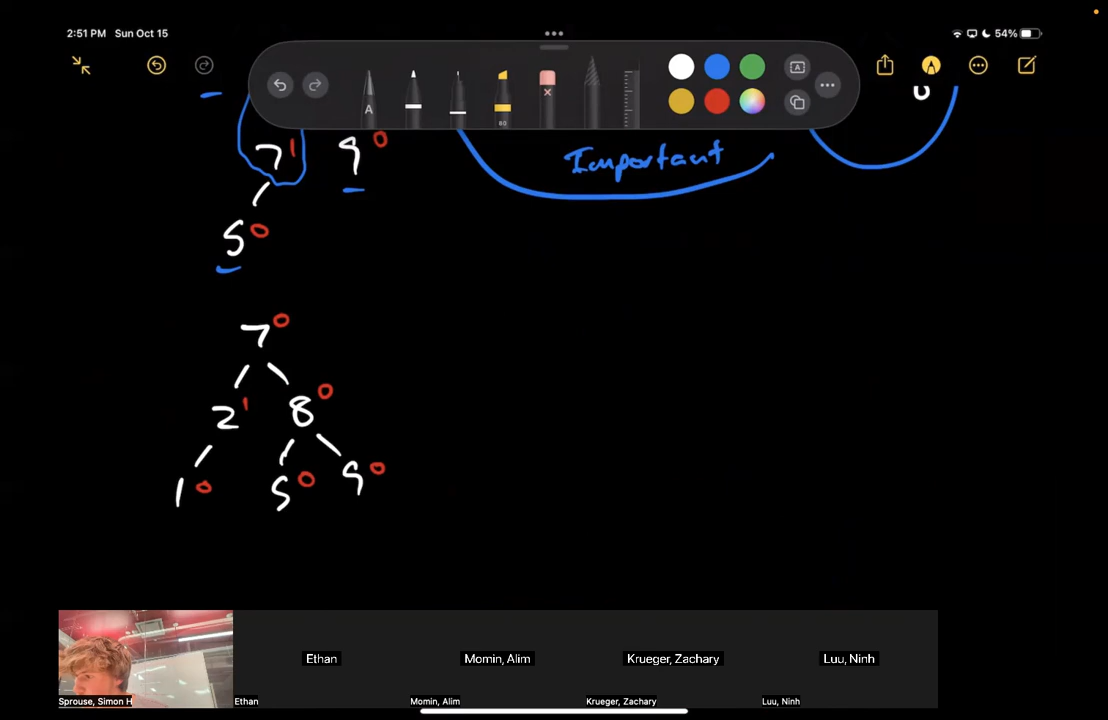 2:51 PM Sun Oct 15
54%
A
80
0
7 1 9 0
Important
5 0
7 0
2 1 8 0
1 0 5 0 9 0
Ethan
Momin, Alim
Krueger, Zachary
Luu, Ninh
Sprouse, Simon H
Ethan
Momin, Alim
Krueger, Zachary
Luu, Ninh